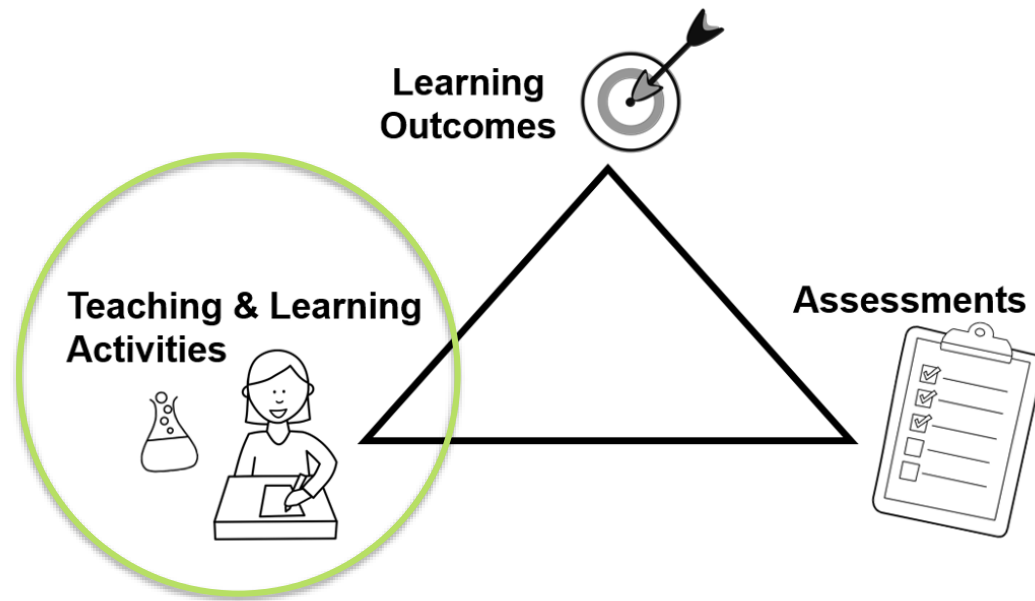 Learning
Outcomes
Teaching & Learning
Activities
Assessments